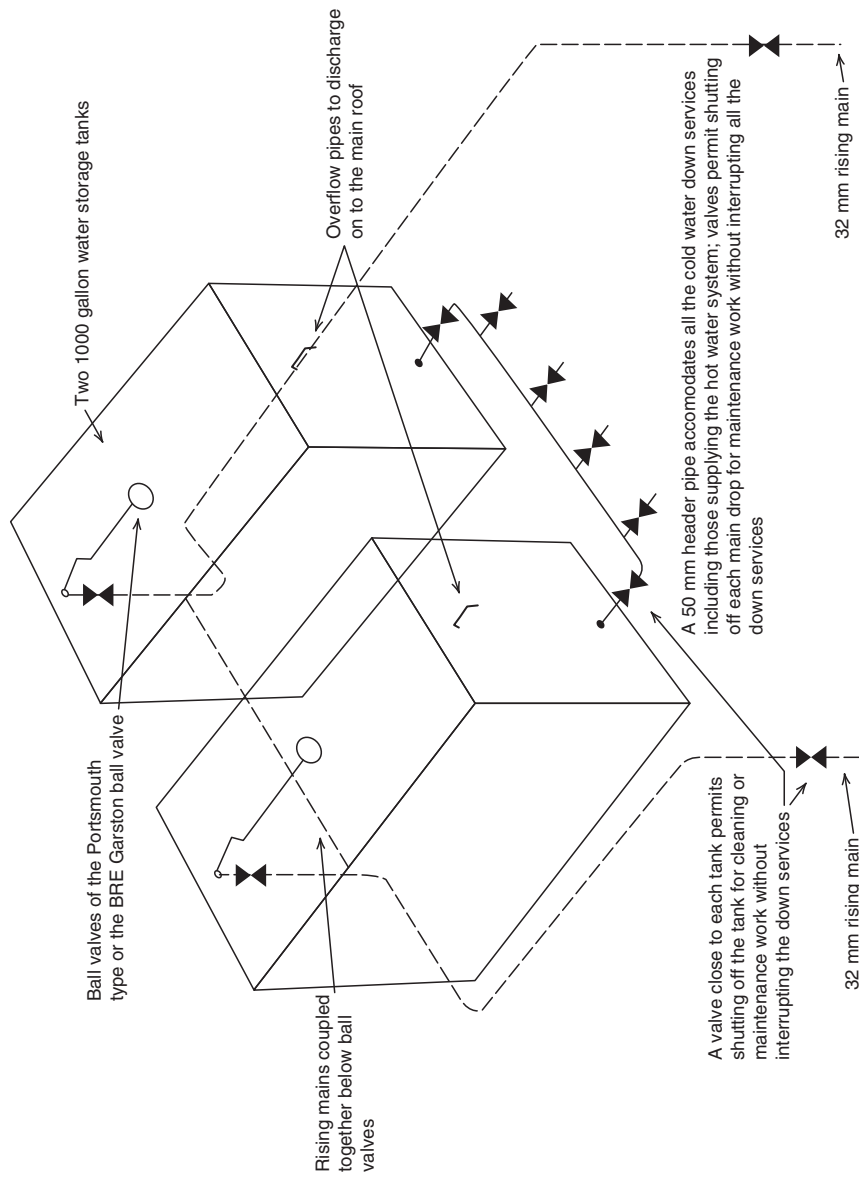 Two 1000 gallon water storage tanks
Ball valves of the Portsmouth
type or the BRE Garston ball valve
Overflow pipes to discharge
on to the main roof
Rising mains coupled
together below ball
valves
A 50 mm header pipe accomodates all the cold water down services
including those supplying the hot water system; valves permit shutting
off each main drop for maintenance work without interrupting all the
down services
A valve close to each tank permits
shutting off the tank for cleaning or
maintenance work without
interrupting the down services
32 mm rising main
32 mm rising main